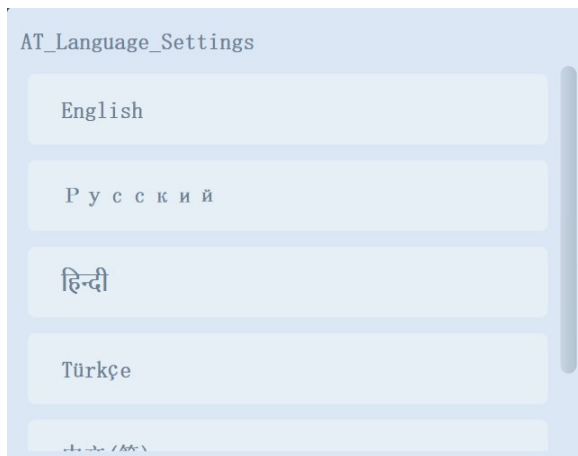 AT_Language_Settings
English
Русский
हिन्दी
Türkçe